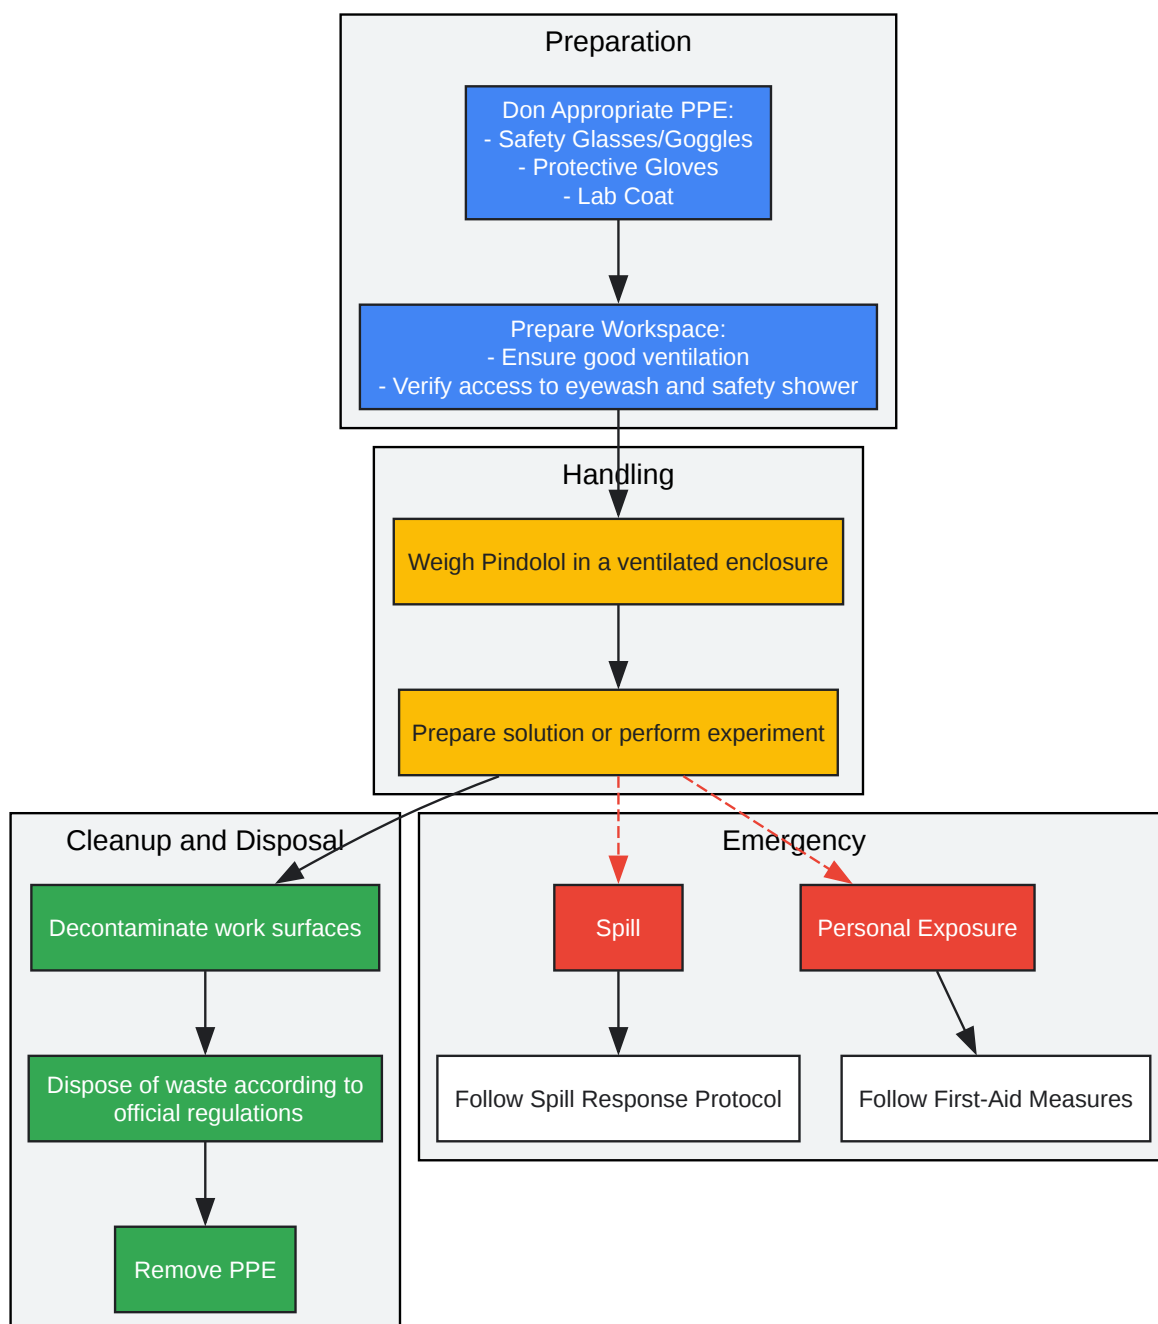 Preparation
Don Appropriate PPE:
- Safety Glasses/Goggles
- Protective Gloves
- Lab Coat
Prepare Workspace:
- Ensure good ventilation
- Verify access to eyewash and safety shower
Handling
Weigh Pindolol in a ventilated enclosure
Prepare solution or perform experiment
Cleanup and Disposal
Decontaminate work surfaces
Dispose of waste according to
official regulations
Remove PPE
Emergency
Spill
Personal Exposure
Follow Spill Response Protocol
Follow First-Aid Measures